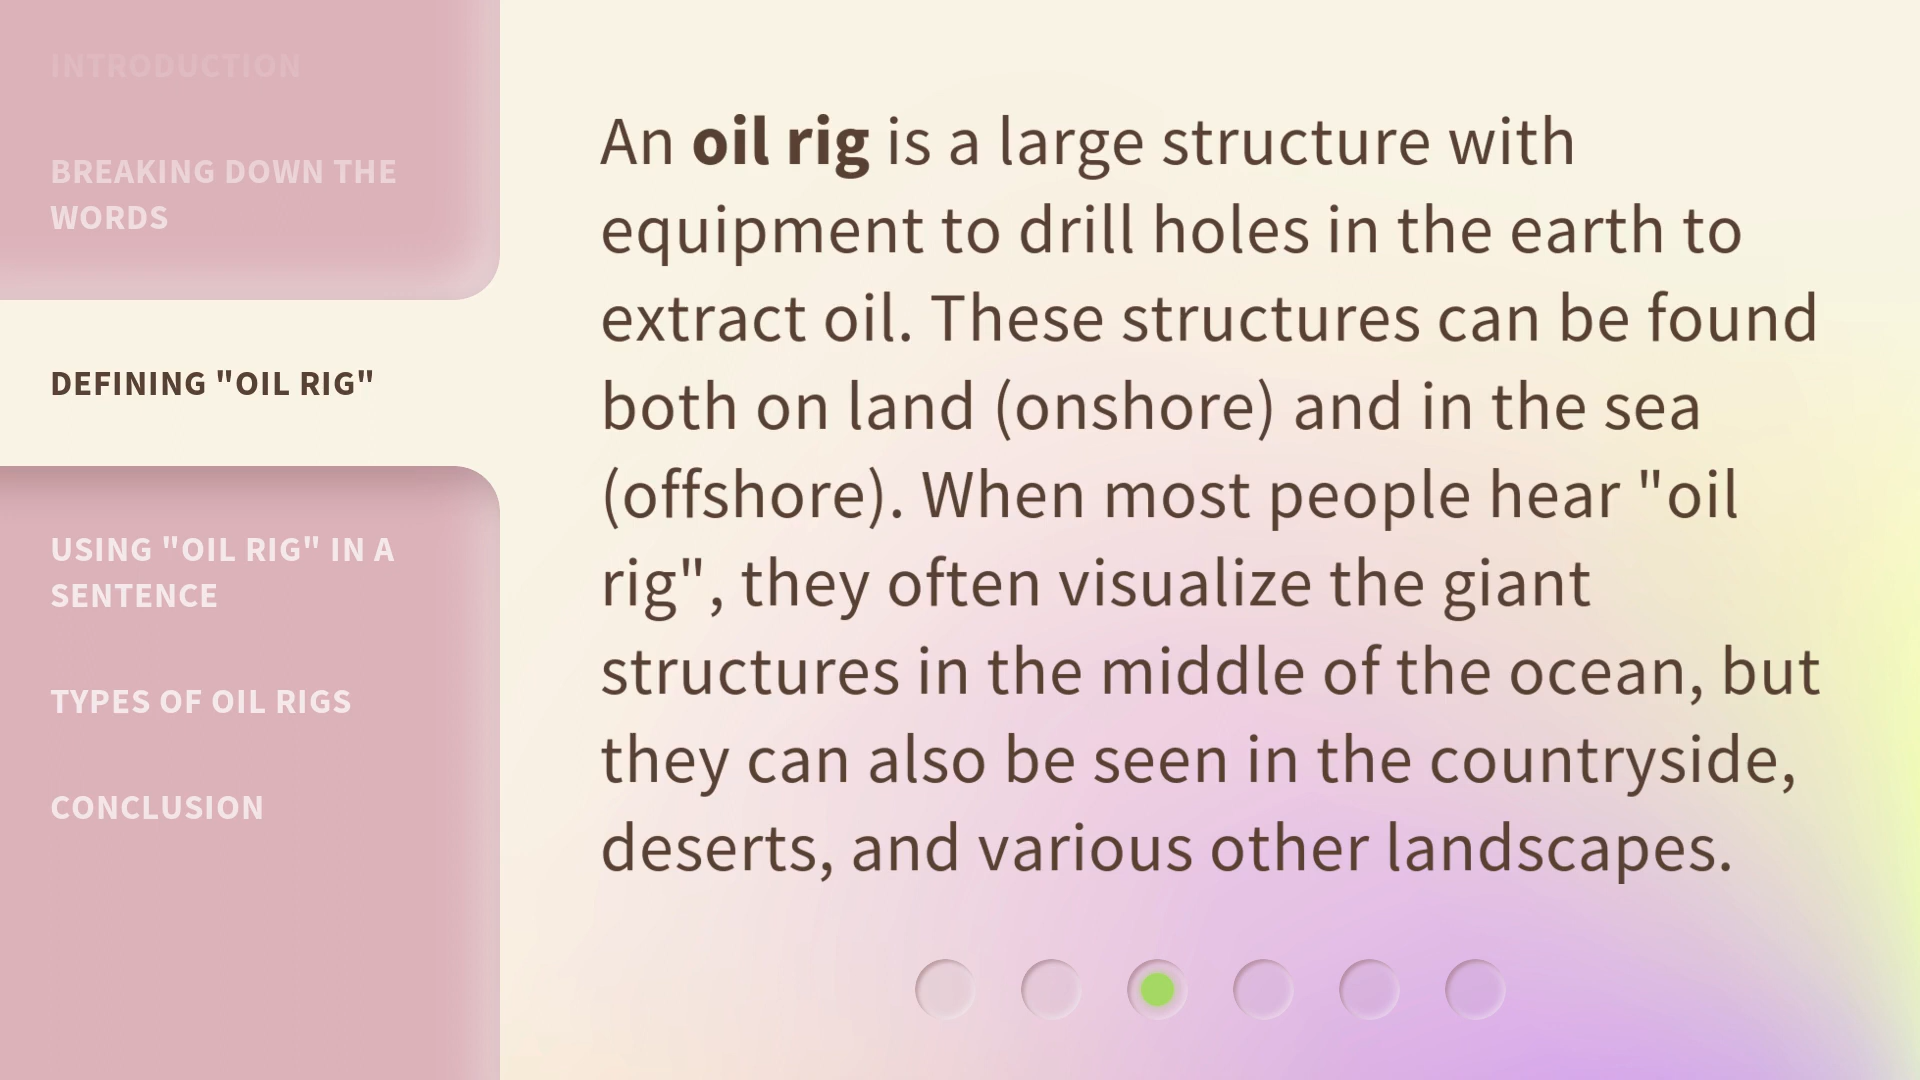 INTRODUCTION
BREAKING DOWN THE
WORDS
DEFINING "OIL RIG"
USING "OIL RIG" IN A
SENTENCE
TYPES OF OIL RIGS
CONCLUSION
An oil rig is a large structure with
equipment to drill holes in the earth to
extract oil. These structures can be found
both on land (onshore) and in the sea
(offshore). When most people hear "oil
rig", they often visualize the giant
structures in the middle of the ocean, but
they can also be seen in the countryside,
deserts, and various other landscapes.